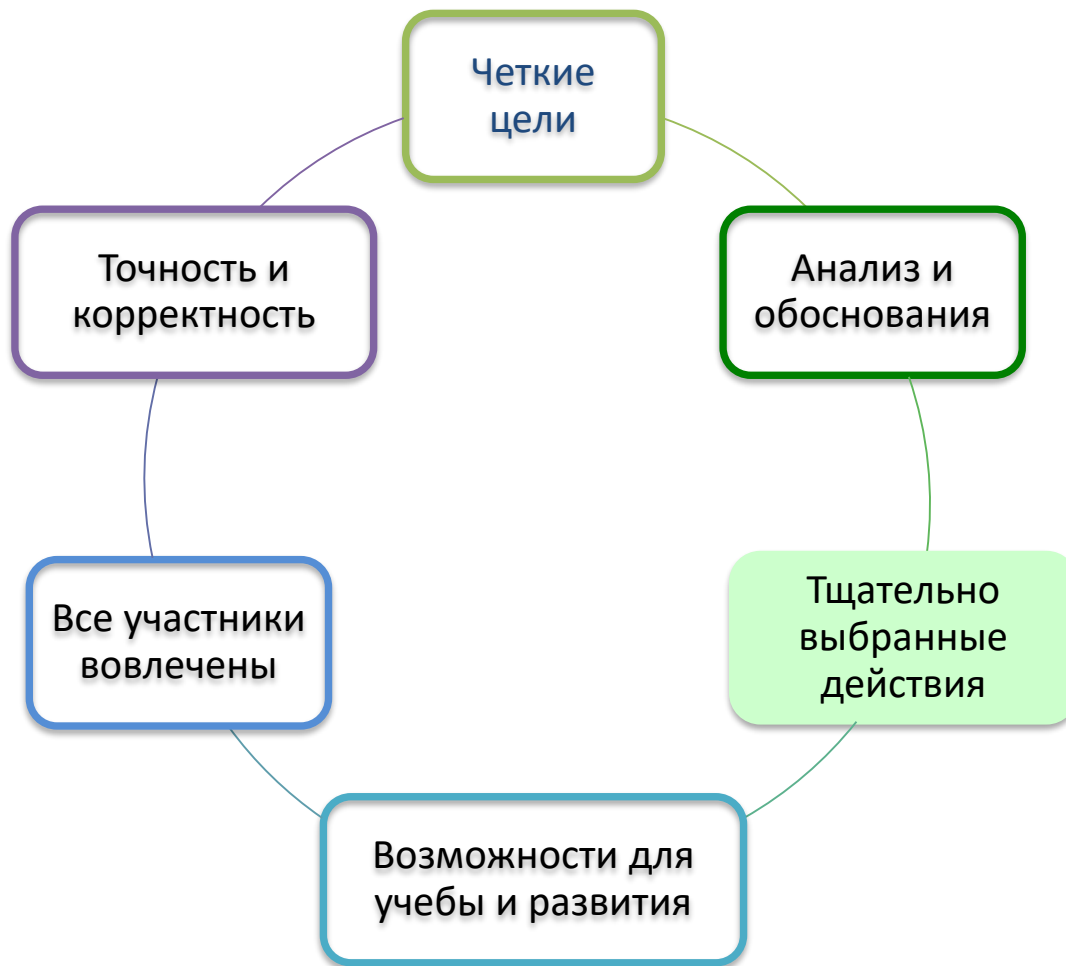 Четкие
цели
Анализ и
обоснования
Тщательно
выбранные
действия
Возможности для
учебы и развития
Все участники
вовлечены
Точность и
корректность